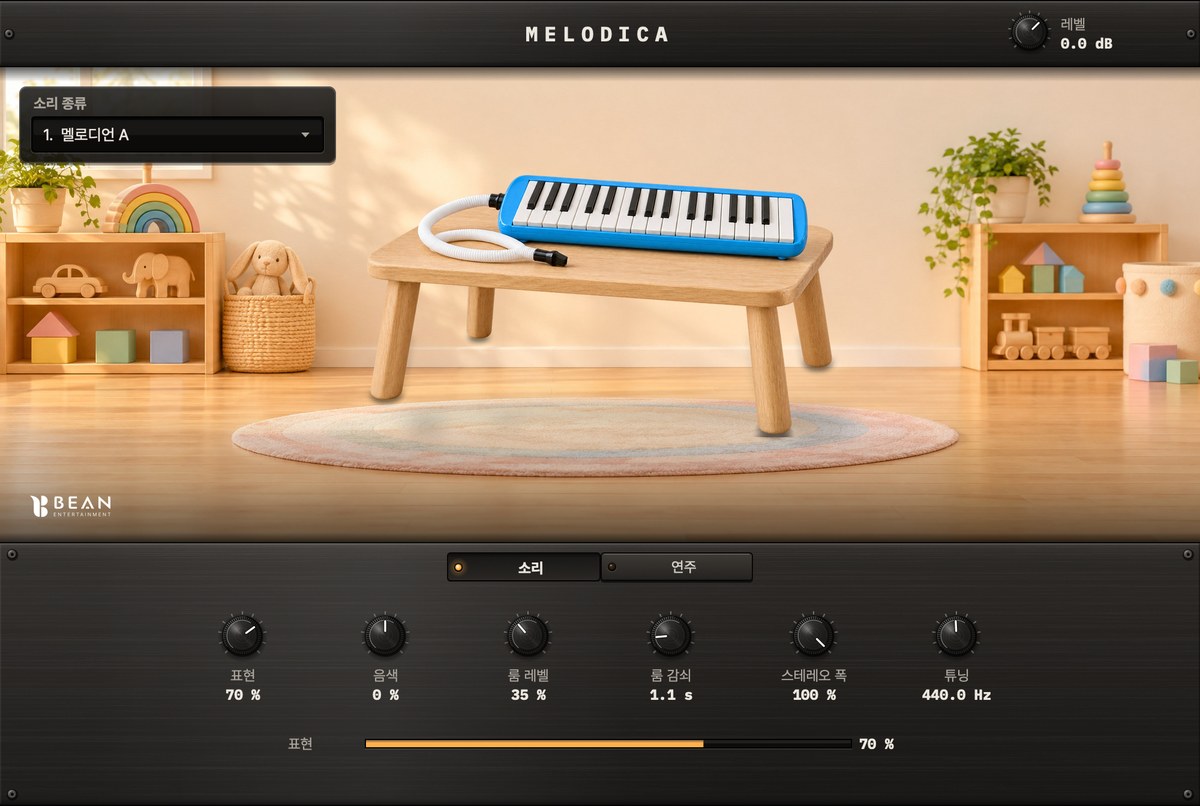 MELODICA
레벨
0.0 dB
소리 종류
1. 멜로디언 A
BEAN
ENTERTAINMENT
소리
연주
표현
70 %
음색
0 %
룸 레벨
35 %
룸 감쇠
1.1 s
스테레오 폭
100 %
튜닝
440.0 Hz
표현
70 %